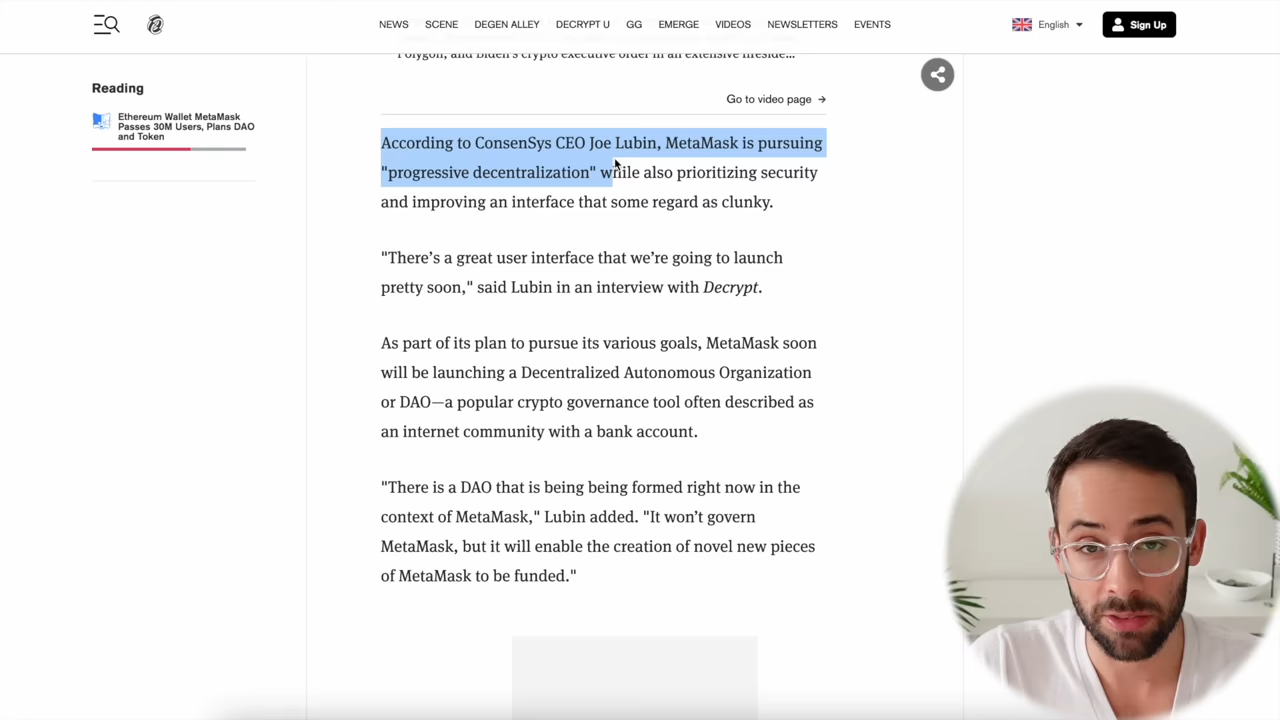 NEWS SCENE DEGEN ALLEY DECRYPT U GG EMERGE VIDEOS NEWSLETTERS EVENTS English Sign Up
Reading
Ethereum Wallet MetaMask
Passes 30M Users, Plans DAO
and Token
Polygon, and Biden's crypto executive order in an extensive fireside...
Go to video page →
According to ConsenSys CEO Joe Lubin, MetaMask is pursuing
"progressive decentralization" while also prioritizing security
and improving an interface that some regard as clunky.
"There's a great user interface that we're going to launch
pretty soon," said Lubin in an interview with Decrypt.
As part of its plan to pursue its various goals, MetaMask soon
will be launching a Decentralized Autonomous Organization
or DAO—a popular crypto governance tool often described as
an internet community with a bank account.
"There is a DAO that is being being formed right now in the
context of MetaMask," Lubin added. "It won't govern
MetaMask, but it will enable the creation of novel new pieces
of MetaMask to be funded."